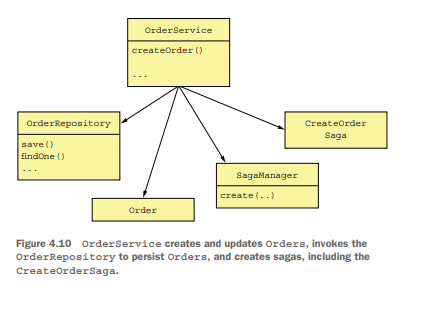 OrderService
createOrder()
...
OrderRepository
save()
findOne()
...
CreateOrder
Saga
SagaManager
create(..)
Order
Figure 4.10 OrderService creates and updates Orders, invokes the
OrderRepository to persist Orders, and creates sagas, including the
CreateOrderSaga.